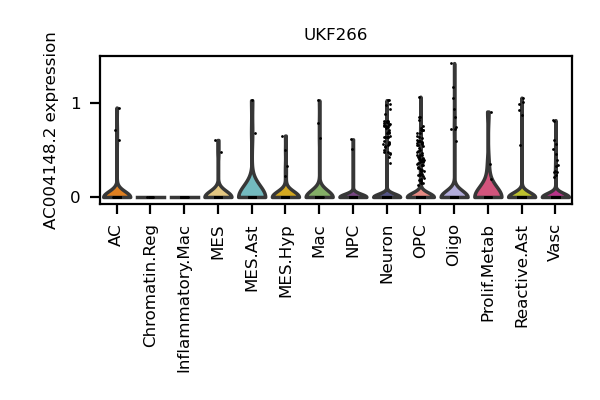 UKF266
AC004148.2 expression
1
0
AC
Chromatin.Reg
Inflammatory.Mac
MES
MES.Ast
MES.Hyp
Mac
NPC
Neuron
OPC
Oligo
Prolif.Metab
Reactive.Ast
Vasc